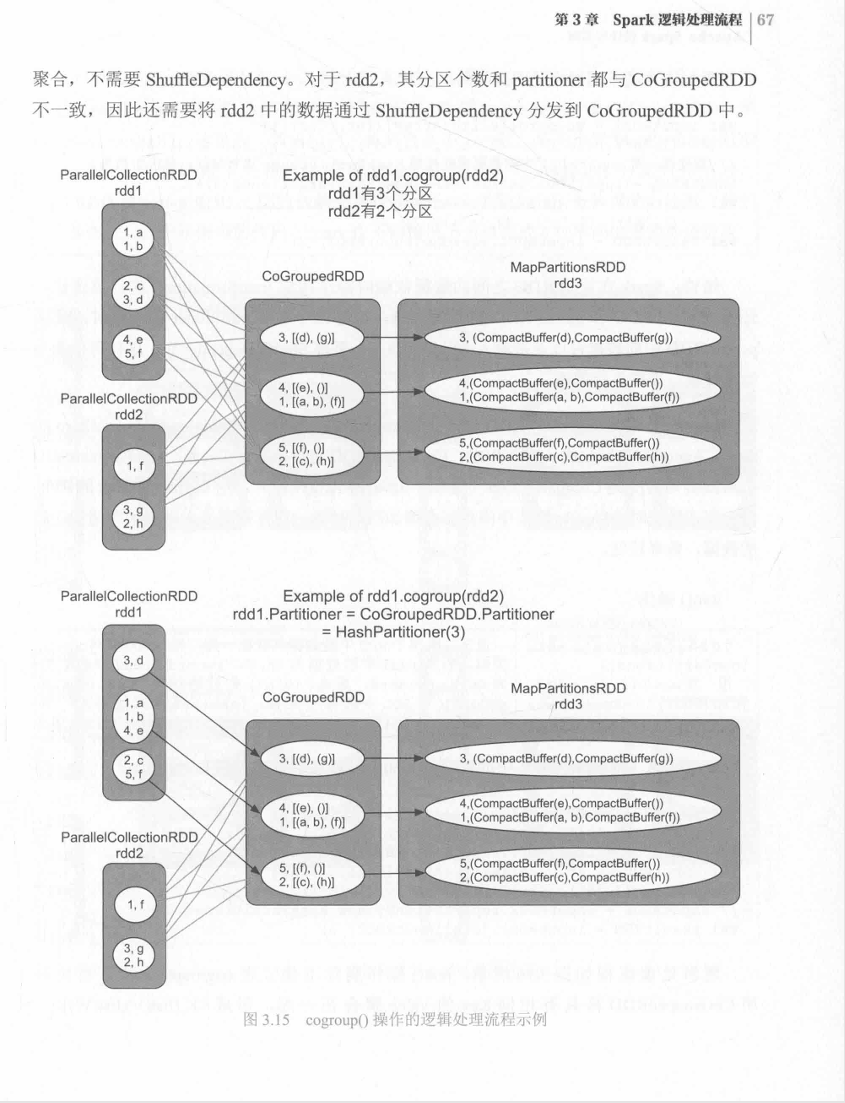 第 3 章 Spark 逻辑处理流程 67
聚合，不需要 ShuffleDependency。对于 rdd2，其分区个数和 partitioner 都与 CoGroupedRDD
不一致，因此还需要将 rdd2 中的数据通过 ShuffleDependency 分发到 CoGroupedRDD 中。
ParallelCollectionRDD
rdd1
Example of rdd1.cogroup(rdd2)
rdd1有3个分区
rdd2有2个分区
1, a
1, b
2, c
3, d
4, e
5, f
CoGroupedRDD
MapPartitionsRDD
rdd3
3, [(d), (g)]
3, (CompactBuffer(d),CompactBuffer(g))
4, [(e), ()]
1, [(a, b), (f)]
4,(CompactBuffer(e),CompactBuffer())
1,(CompactBuffer(a, b),CompactBuffer(f))
ParallelCollectionRDD
rdd2
1, f
3, g
2, h
5, [(f), ()]
2, [(c), (h)]
5,(CompactBuffer(f),CompactBuffer())
2,(CompactBuffer(c),CompactBuffer(h))
ParallelCollectionRDD
rdd1
Example of rdd1.cogroup(rdd2)
rdd1.Partitioner = CoGroupedRDD.Partitioner
= HashPartitioner(3)
3, d
1, a
1, b
4, e
2, c
5, f
CoGroupedRDD
MapPartitionsRDD
rdd3
3, [(d), (g)]
3, (CompactBuffer(d),CompactBuffer(g))
4, [(e), ()]
1, [(a, b), (f)]
4,(CompactBuffer(e),CompactBuffer())
1,(CompactBuffer(a, b),CompactBuffer(f))
ParallelCollectionRDD
rdd2
1, f
3, g
2, h
5, [(f), ()]
2, [(c), (h)]
5,(CompactBuffer(f),CompactBuffer())
2,(CompactBuffer(c),CompactBuffer(h))
图 3.15 cogroup() 操作的逻辑处理流程示例